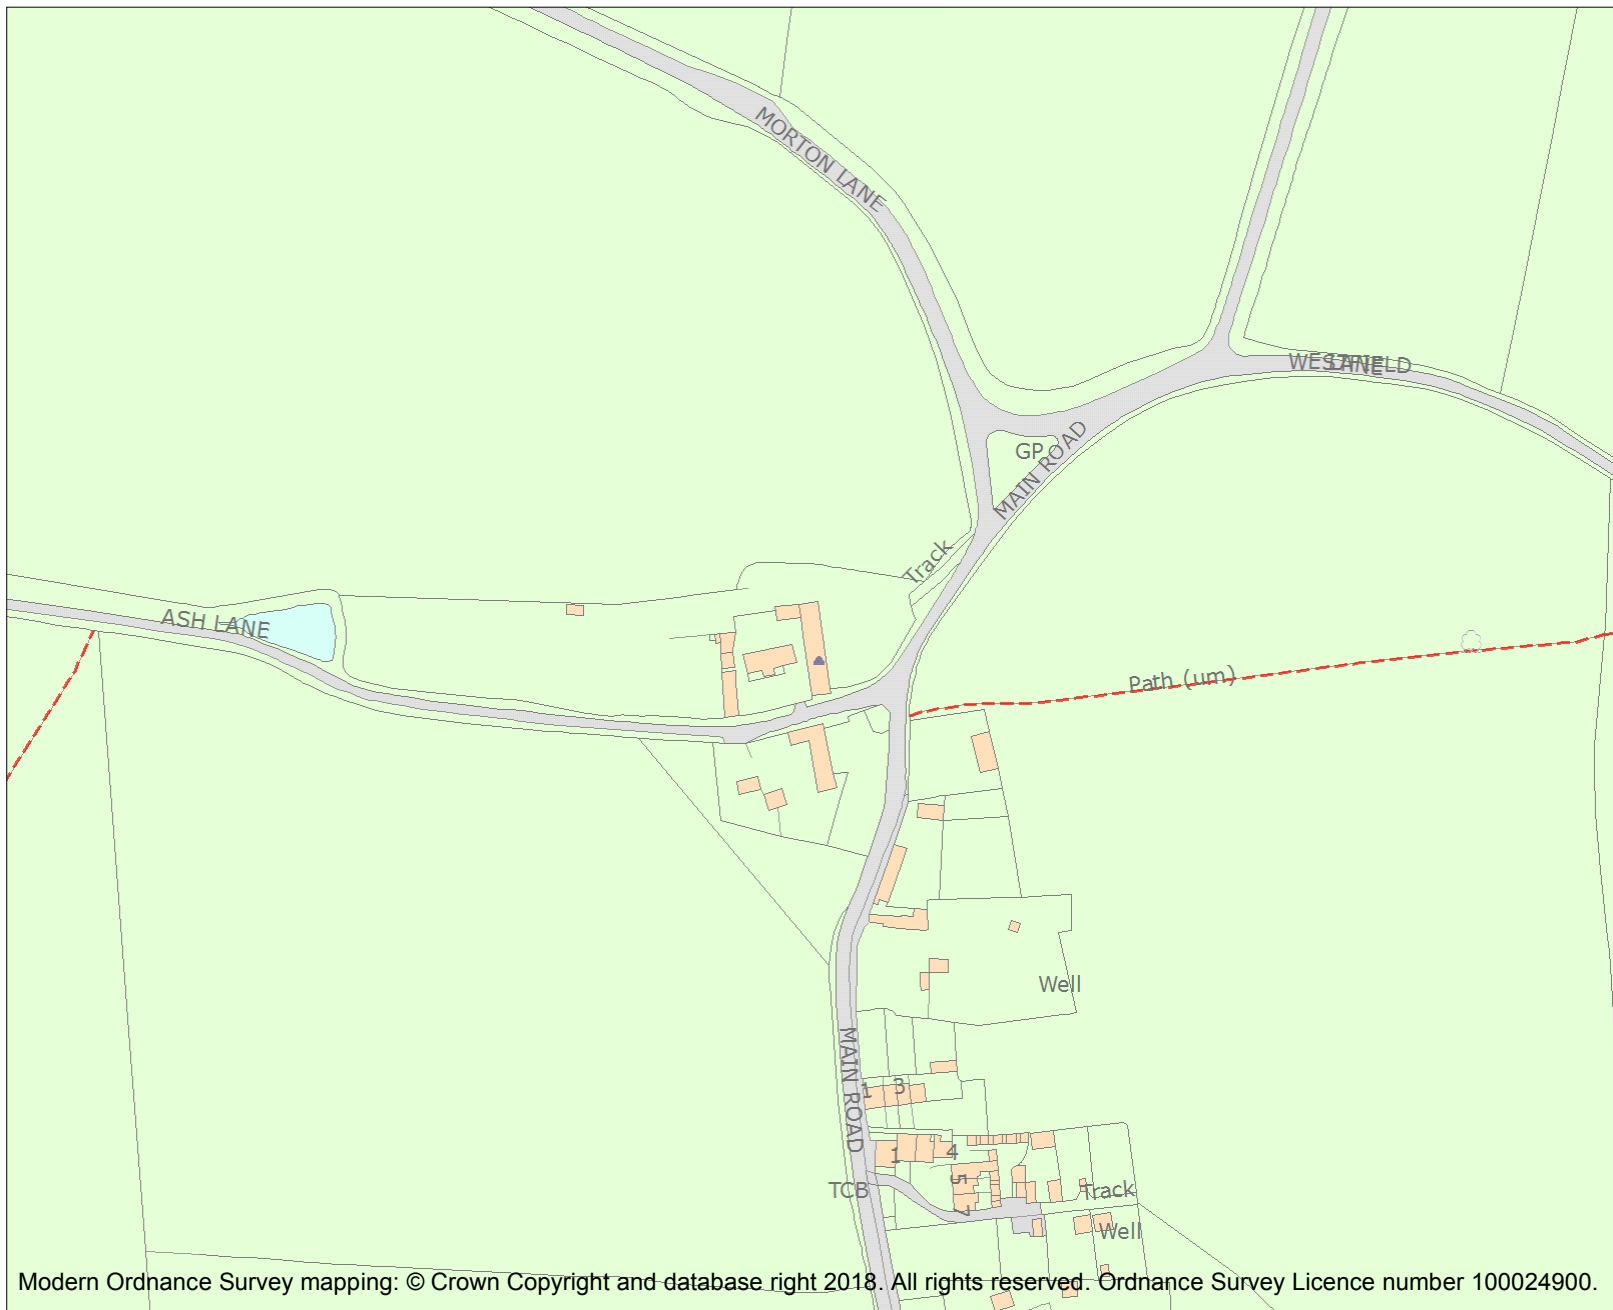 MORTON LANE
WESTFIELD
LANE
GP
MAIN ROAD
Track
ASH LANE
Path (um)
Well
MAIN ROAD
1
3
1
4
5
7
TCB
Track
Well
Modern Ordnance Survey mapping: © Crown Copyright and database right 2018. All rights reserved. Ordnance Survey Licence number 100024900.